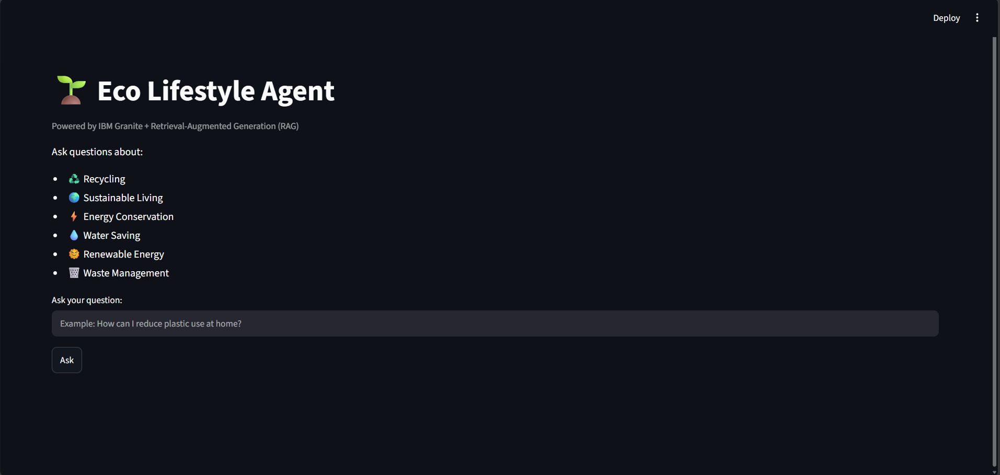 Deploy
Eco Lifestyle Agent
Powered by IBM Granite + Retrieval-Augmented Generation (RAG)
Ask questions about:
Recycling
Sustainable Living
Energy Conservation
Water Saving
Renewable Energy
Waste Management
Ask your question:
Example: How can I reduce plastic use at home?
Ask